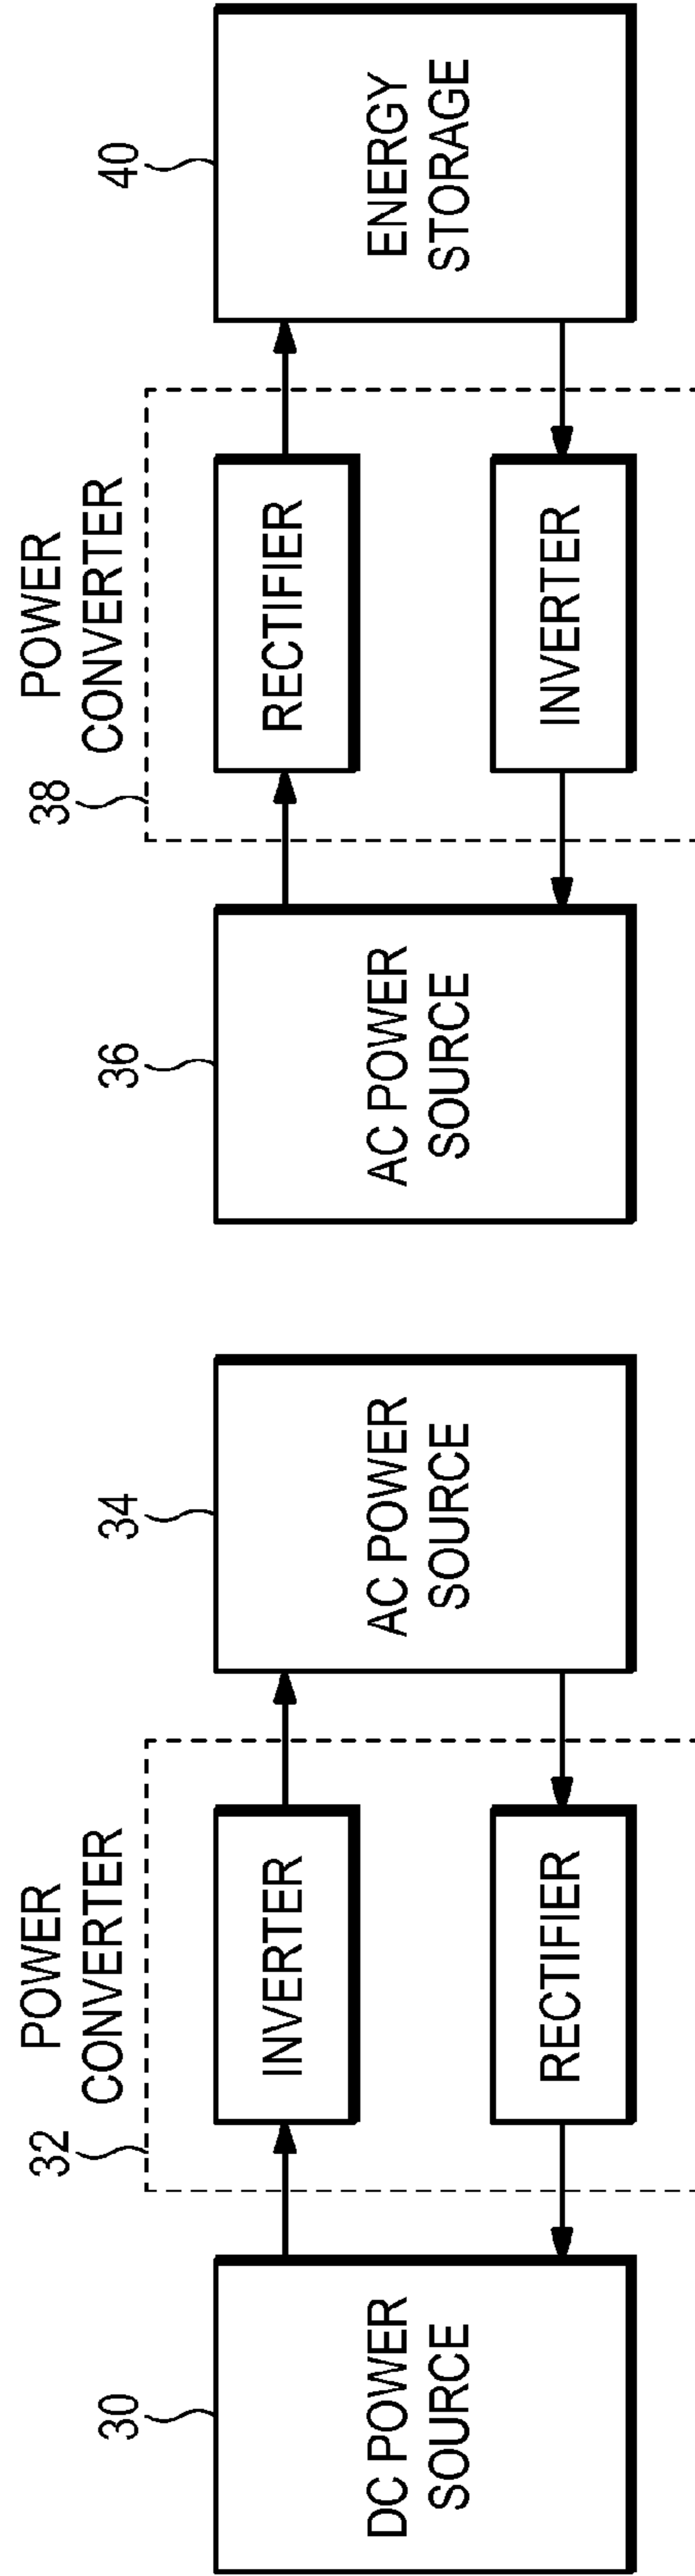 POWER
CONVERTER
32
30
DC POWER
SOURCE
INVERTER
RECTIFIER
34
AC POWER
SOURCE
POWER
CONVERTER
38
36
AC POWER
SOURCE
RECTIFIER
INVERTER
40
ENERGY
STORAGE